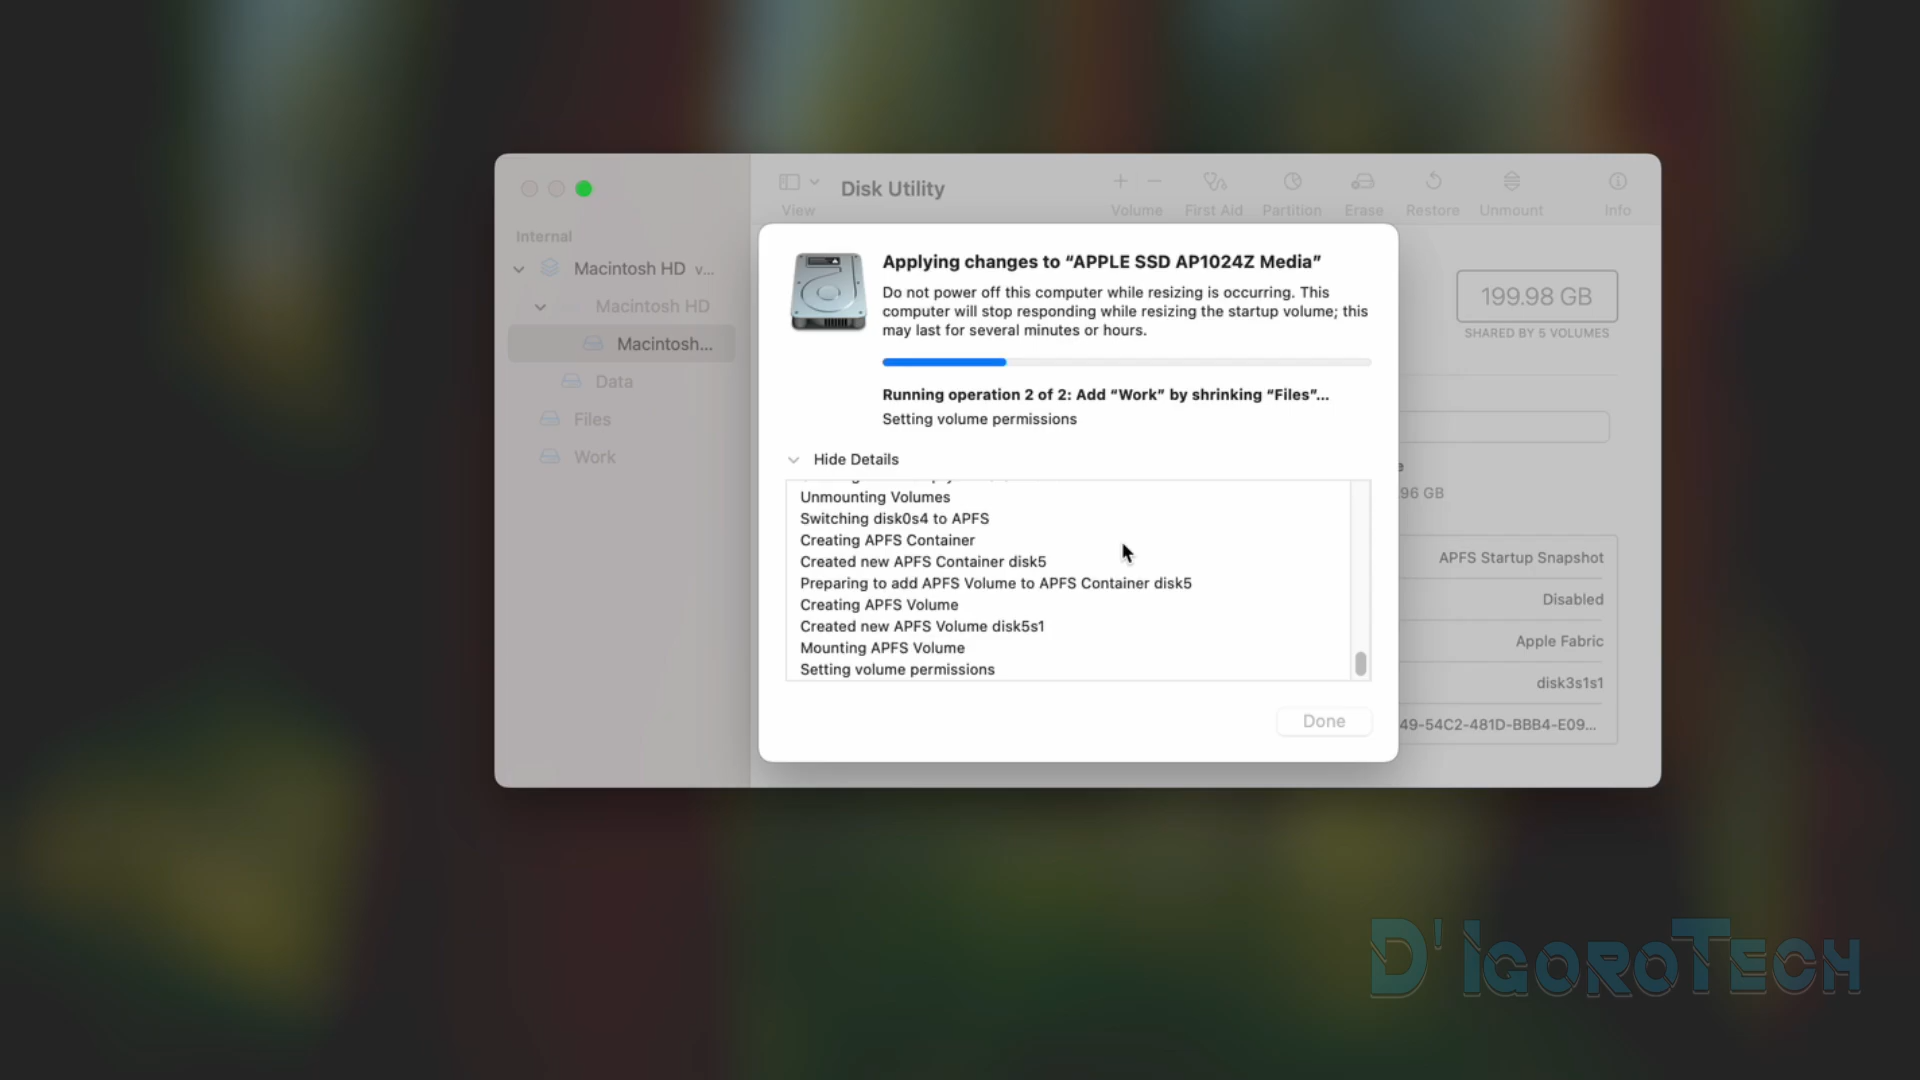 Disk Utility
View
Volume
First Aid
Partition
Erase
Restore
Unmount
Info
Internal
Macintosh HD v...
Macintosh HD
Macintosh...
Data
Files
Work
199.98 GB
SHARED BY 5 VOLUMES
Applying changes to “APPLE SSD AP1024Z Media”
Do not power off this computer while resizing is occurring. This
computer will stop responding while resizing the startup volume; this
may last for several minutes or hours.
Running operation 2 of 2: Add “Work” by shrinking “Files”...
Setting volume permissions
Hide Details
Unmounting Volumes
Switching disk0s4 to APFS
Creating APFS Container
Created new APFS Container disk5
Preparing to add APFS Volume to APFS Container disk5
Creating APFS Volume
Created new APFS Volume disk5s1
Mounting APFS Volume
Setting volume permissions
Done
96 GB
APFS Startup Snapshot
Disabled
Apple Fabric
disk3s1s1
49-54C2-481D-BBB4-E09...
D' IGOROTECH